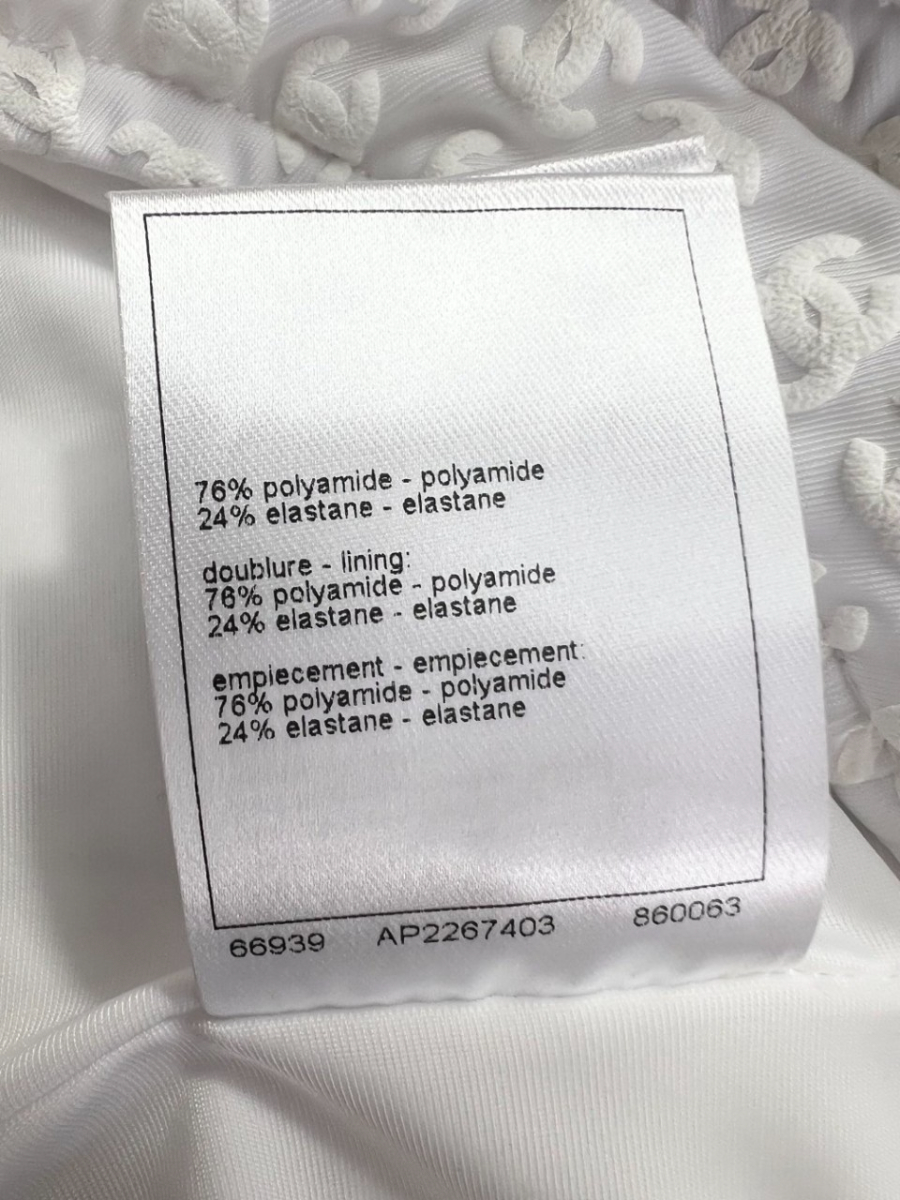 76% polyamide - polyamide
24% elastane - elastane
doublure - lining:
76% polyamide - polyamide
24% elastane - elastane
empiecement - empiecement:
76% polyamide - polyamide
24% elastane - elastane
66939 AP2267403 860063